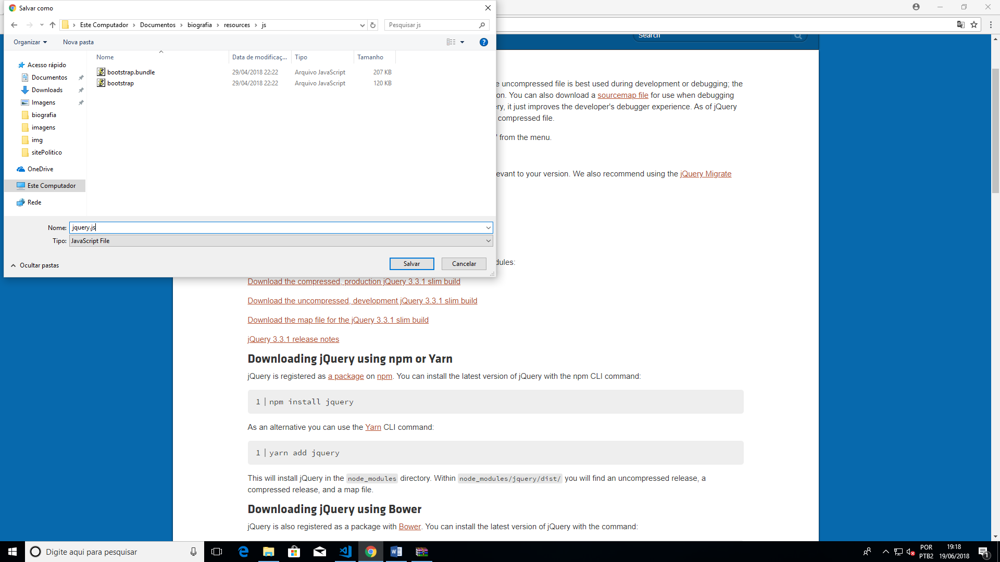 Salvar como
Este Computador > Documentos > biografia > resources > js
Pesquisar js
Organizar
Nova pasta
Nome
Data de modificaç...
Tipo
Tamanho
bootstrap.bundle 29/04/2018 22:22 Arquivo JavaScript 207 KB
bootstrap 29/04/2018 22:22 Arquivo JavaScript 120 KB
Acesso rápido
Documentos
Downloads
Imagens
biografia
imagens
img
sitePolitico
OneDrive
Este Computador
Rede
Nome: jquery.js
Tipo: JavaScript File
Ocultar pastas
Salvar
Cancelar
Search
e uncompressed file is best used during development or debugging; the
on. You can also download a sourcemap file for use when debugging
ry, it just improves the developer's debugger experience. As of jQuery
compressed file.
" from the menu.
evant to your version. We also recommend using the jQuery Migrate
dules:
Download the compressed, production jQuery 3.3.1 slim build
Download the uncompressed, development jQuery 3.3.1 slim build
Download the map file for the jQuery 3.3.1 slim build
jQuery 3.3.1 release notes
Downloading jQuery using npm or Yarn
jQuery is registered as a package on npm. You can install the latest version of jQuery with the npm CLI command:
1 npm install jquery
As an alternative you can use the Yarn CLI command:
1 yarn add jquery
This will install jQuery in the node_modules directory. Within node_modules/jquery/dist/ you will find an uncompressed release, a
compressed release, and a map file.
Downloading jQuery using Bower
jQuery is also registered as a package with Bower. You can install the latest version of jQuery with the command:
Digite aqui para pesquisar
POR
PTB2
19:18
19/06/2018
1